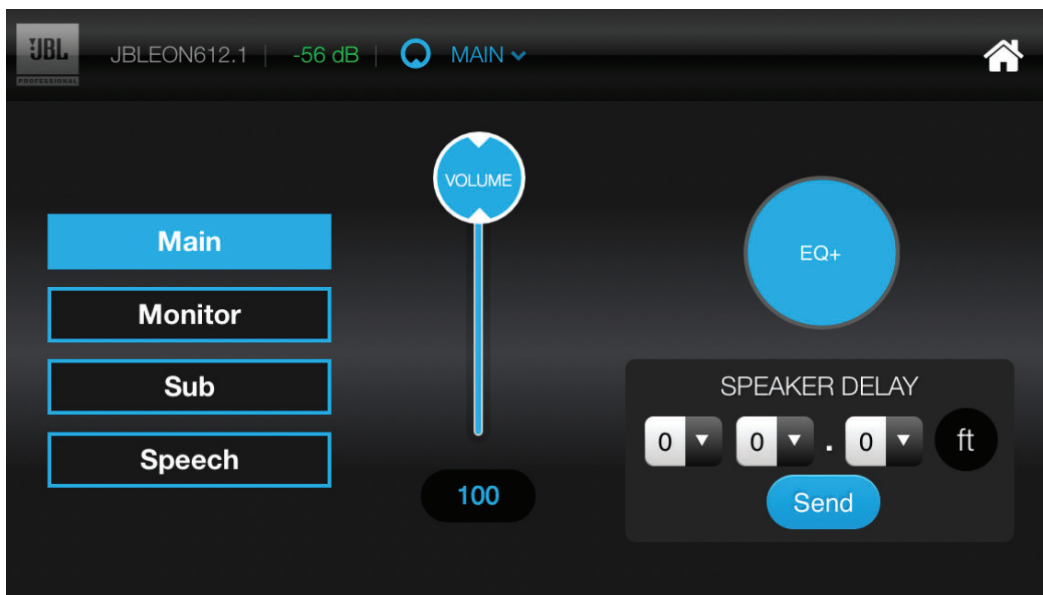 JBL
PROFESSIONAL
JBLEON612.1 | -56 dB | MAIN
VOLUME
Main
Monitor
Sub
Speech
100
EQ+
SPEAKER DELAY
0 0 . 0 ft
Send